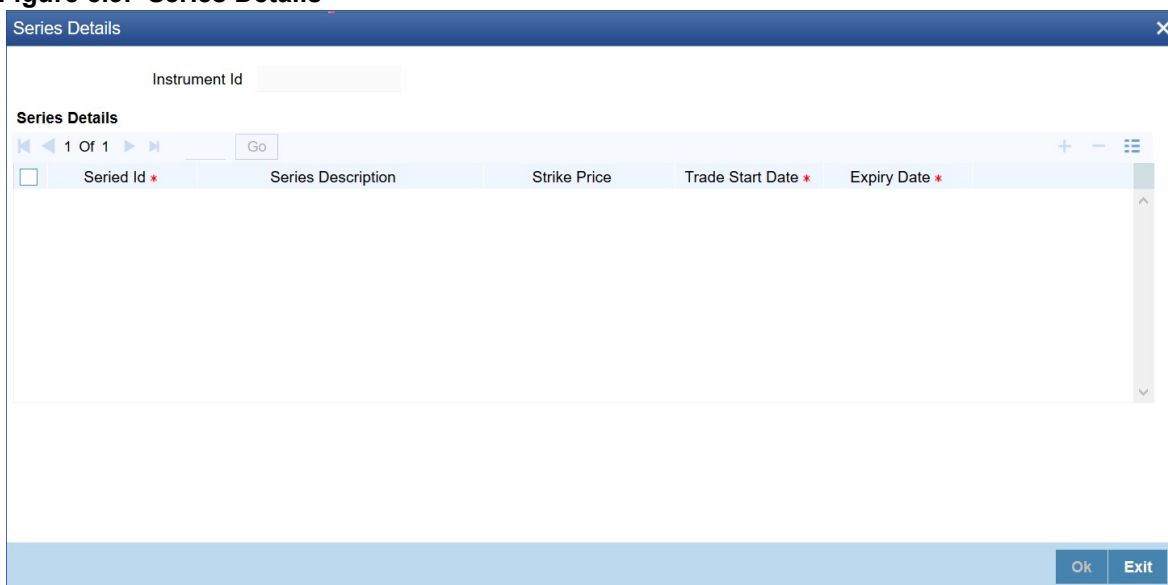 Series Details
Instrument Id
Series Details
1 Of 1 Go
Seried Id * Series Description Strike Price Trade Start Date * Expiry Date *
Ok Exit